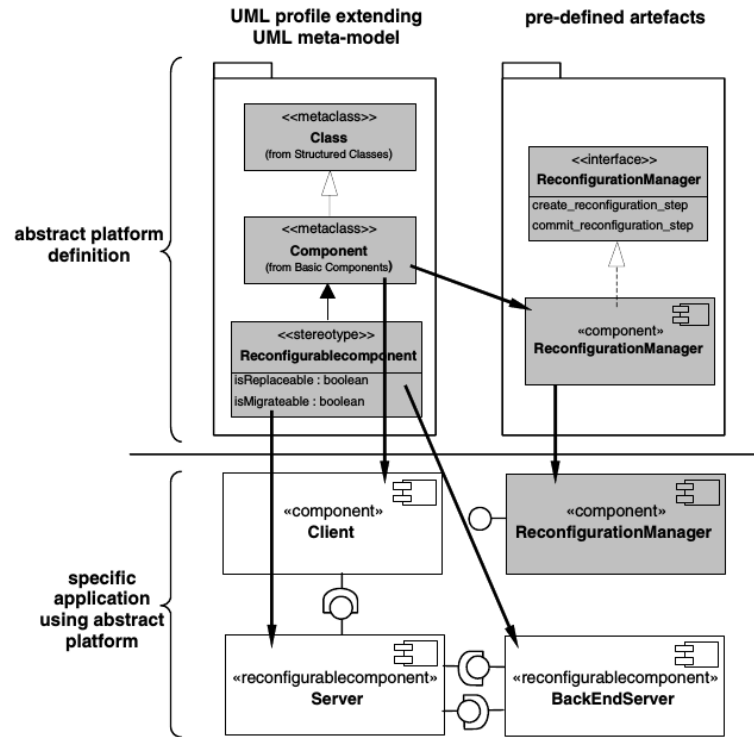 UML profile extending
UML meta-model
pre-defined artefacts
abstract platform
definition
<<metaclass>>
Class
(from Structured Classes)
<<metaclass>>
Component
(from Basic Components)
<<stereotype>>
Reconfigurablecomponent
isReplaceable : boolean
isMigrateable : boolean
<<interface>>
ReconfigurationManager
create_reconfiguration_step
commit_reconfiguration_step
«component»
ReconfigurationManager
specific
application
using abstract
platform
«component»
Client
«component»
ReconfigurationManager
«reconfigurablecomponent»
Server
«reconfigurablecomponent»
BackEndServer